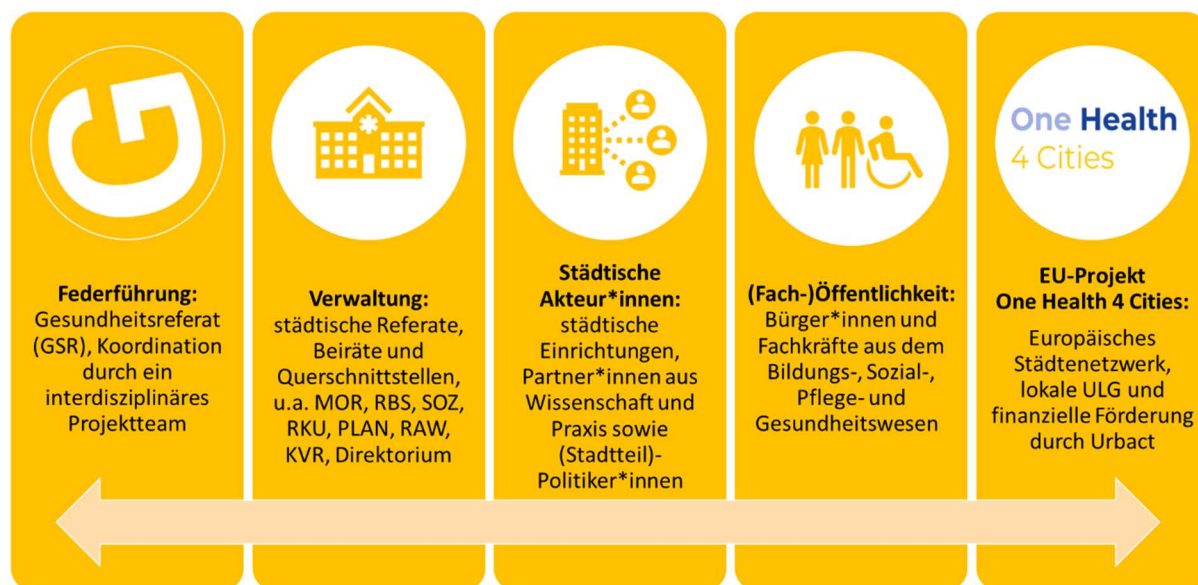 Federführung:
Gesundheitsreferat
(GSR), Koordination
durch ein
interdisziplinäres
Projektteam
Verwaltung:
städtische Referate,
Beiräte und
Querschnittstellen,
u.a. MOR, RBS, SOZ,
RKU, PLAN, RAW,
KVR, Direktorium
Städtische
Akteur*innen:
städtische
Einrichtungen,
Partner*innen aus
Wissenschaft und
Praxis sowie
(Stadtteil)-
Politiker*innen
(Fach-)Öffentlichkeit:
Bürger*innen und
Fachkräfte aus dem
Bildungs-, Sozial-,
Pflege- und
Gesundheitswesen
One Health
4 Cities
EU-Projekt
One Health 4 Cities:
Europäisches
Städtenetzwerk,
lokale ULG und
finanzielle Förderung
durch Urbact